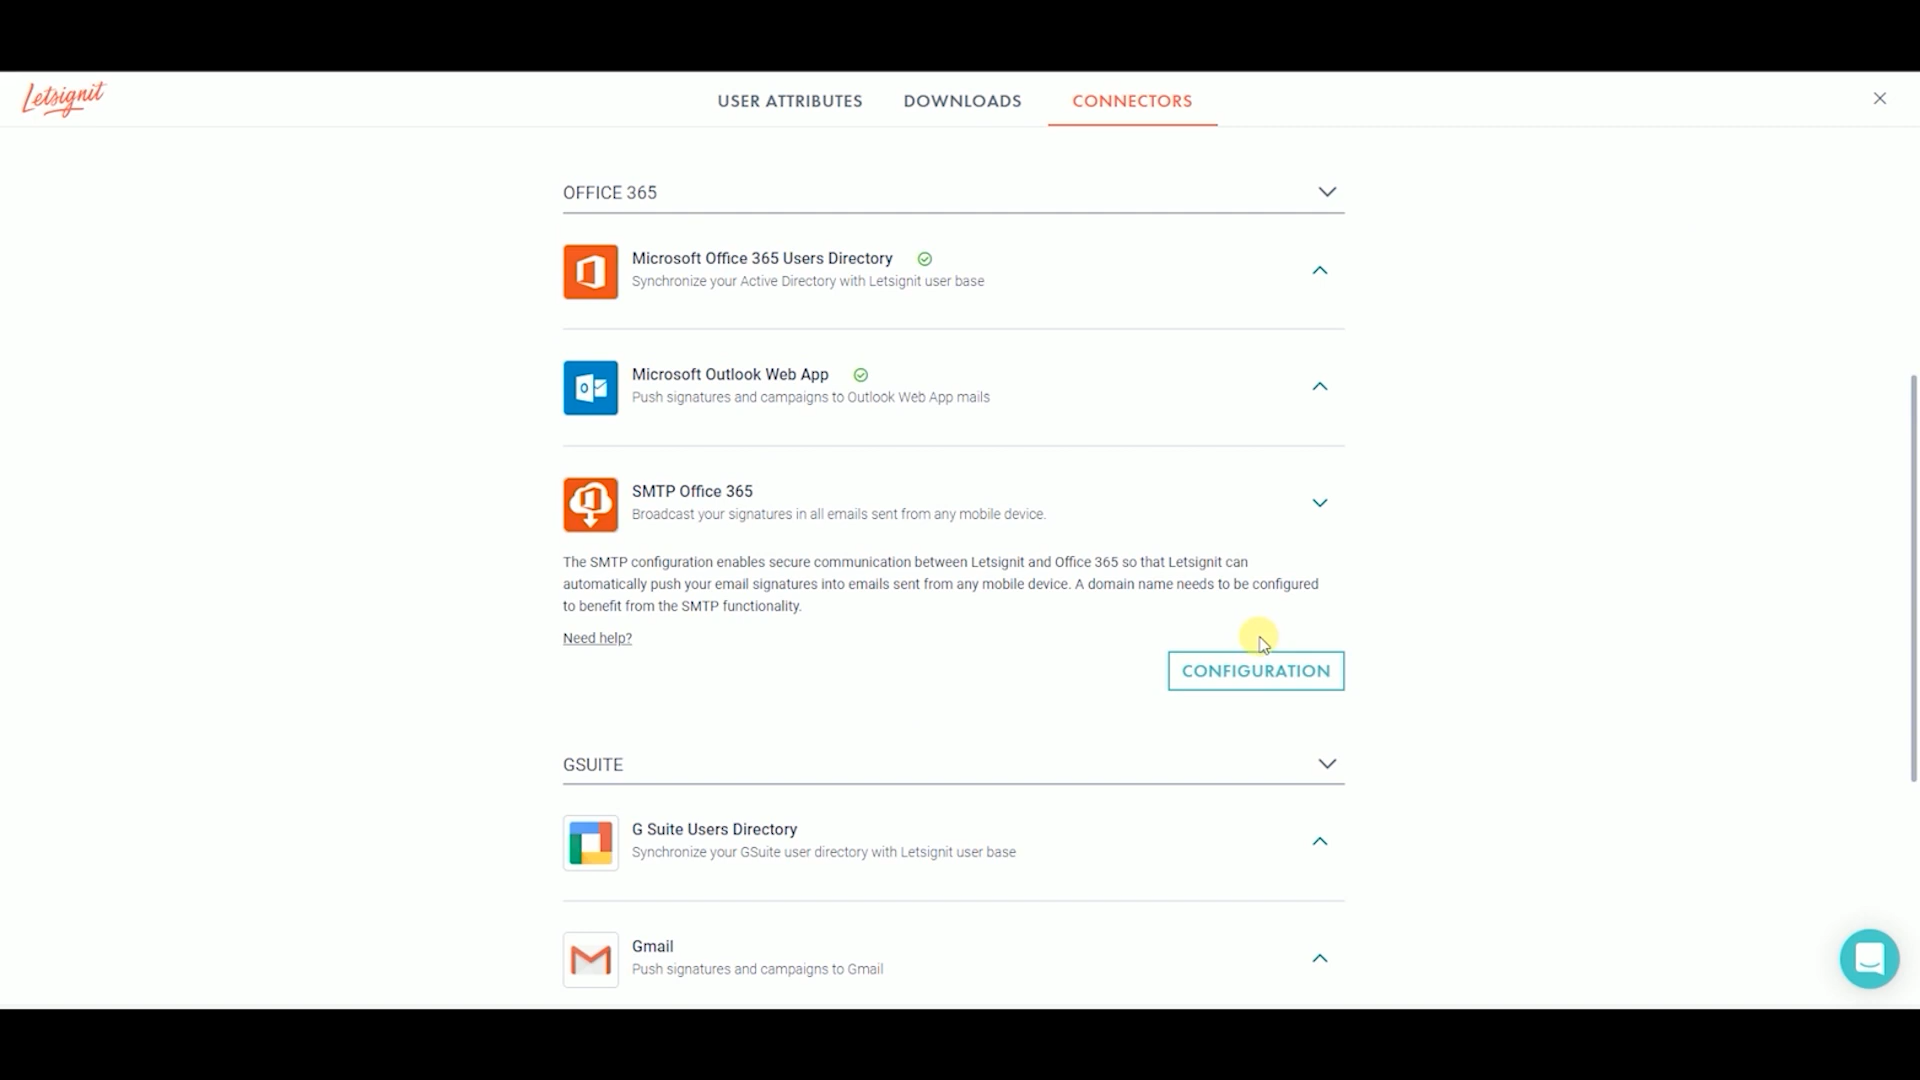 Letsignit
USER ATTRIBUTES
DOWNLOADS
CONNECTORS
OFFICE 365
Microsoft Office 365 Users Directory
Synchronize your Active Directory with Letsignit user base
Microsoft Outlook Web App
Push signatures and campaigns to Outlook Web App mails
SMTP Office 365
Broadcast your signatures in all emails sent from any mobile device.
The SMTP configuration enables secure communication between Letsignit and Office 365 so that Letsignit can
automatically push your email signatures into emails sent from any mobile device. A domain name needs to be configured
to benefit from the SMTP functionality.
Need help?
CONFIGURATION
GSUITE
G Suite Users Directory
Synchronize your GSuite user directory with Letsignit user base
Gmail
Push signatures and campaigns to Gmail